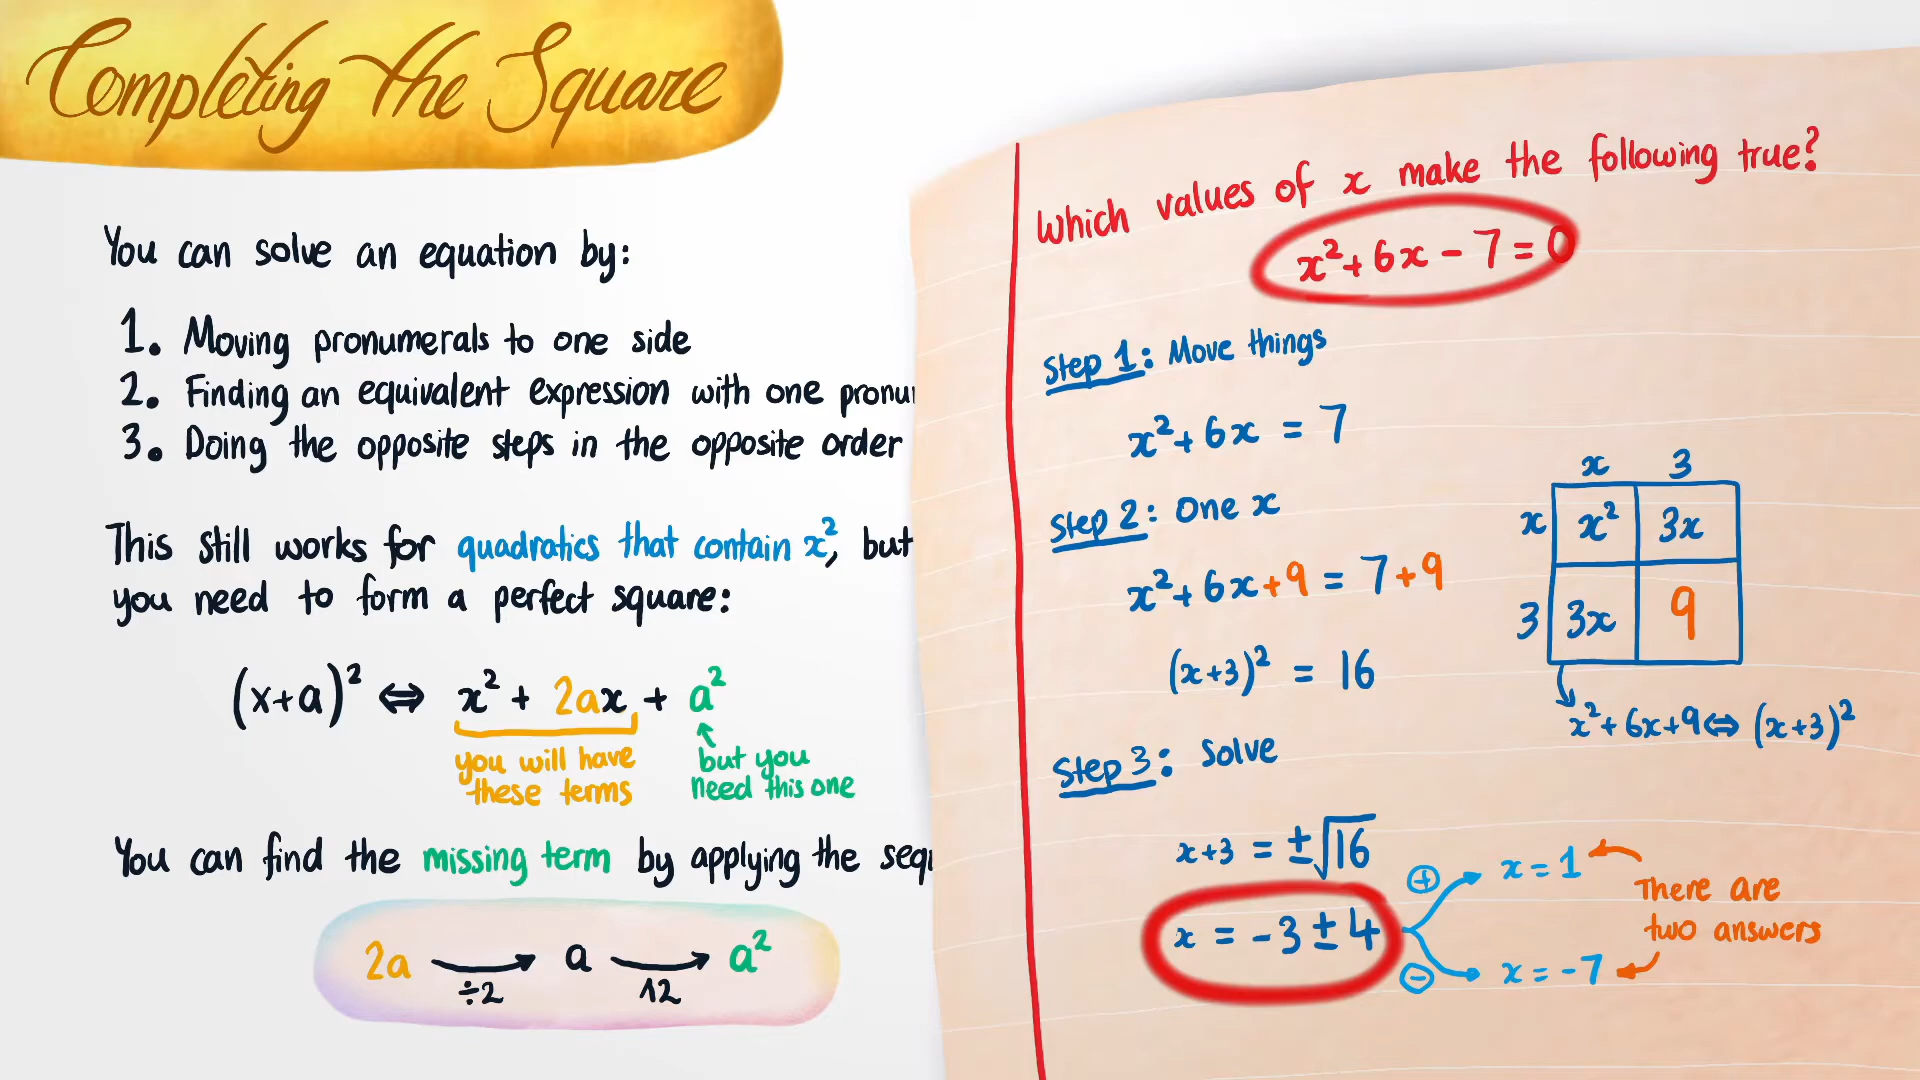 Completing the Square
You can solve an equation by:
1. Moving pronumerals to one side
2. Finding an equivalent expression with one
3. Doing the opposite steps in the opposite order
This still works for quadratics that contain x², but
you need to form a perfect square:
(x+a)² ⇔ x² + 2ax + a²
you will have
these terms
but you
need this one
You can find the missing term by applying the
2a → a → a²
÷2 ^2
Which values of x make the following true?
x² + 6x - 7 = 0
Step 1: Move things
x² + 6x = 7
Step 2: One x
x² + 6x + 9 = 7 + 9
(x+3)² = 16
x 3
x x² 3x
3 3x 9
x² + 6x + 9 ⇔ (x+3)²
Step 3: Solve
x+3 = ±√16
x = -3 ± 4
+ x = 1
- x = -7
There are
two answers